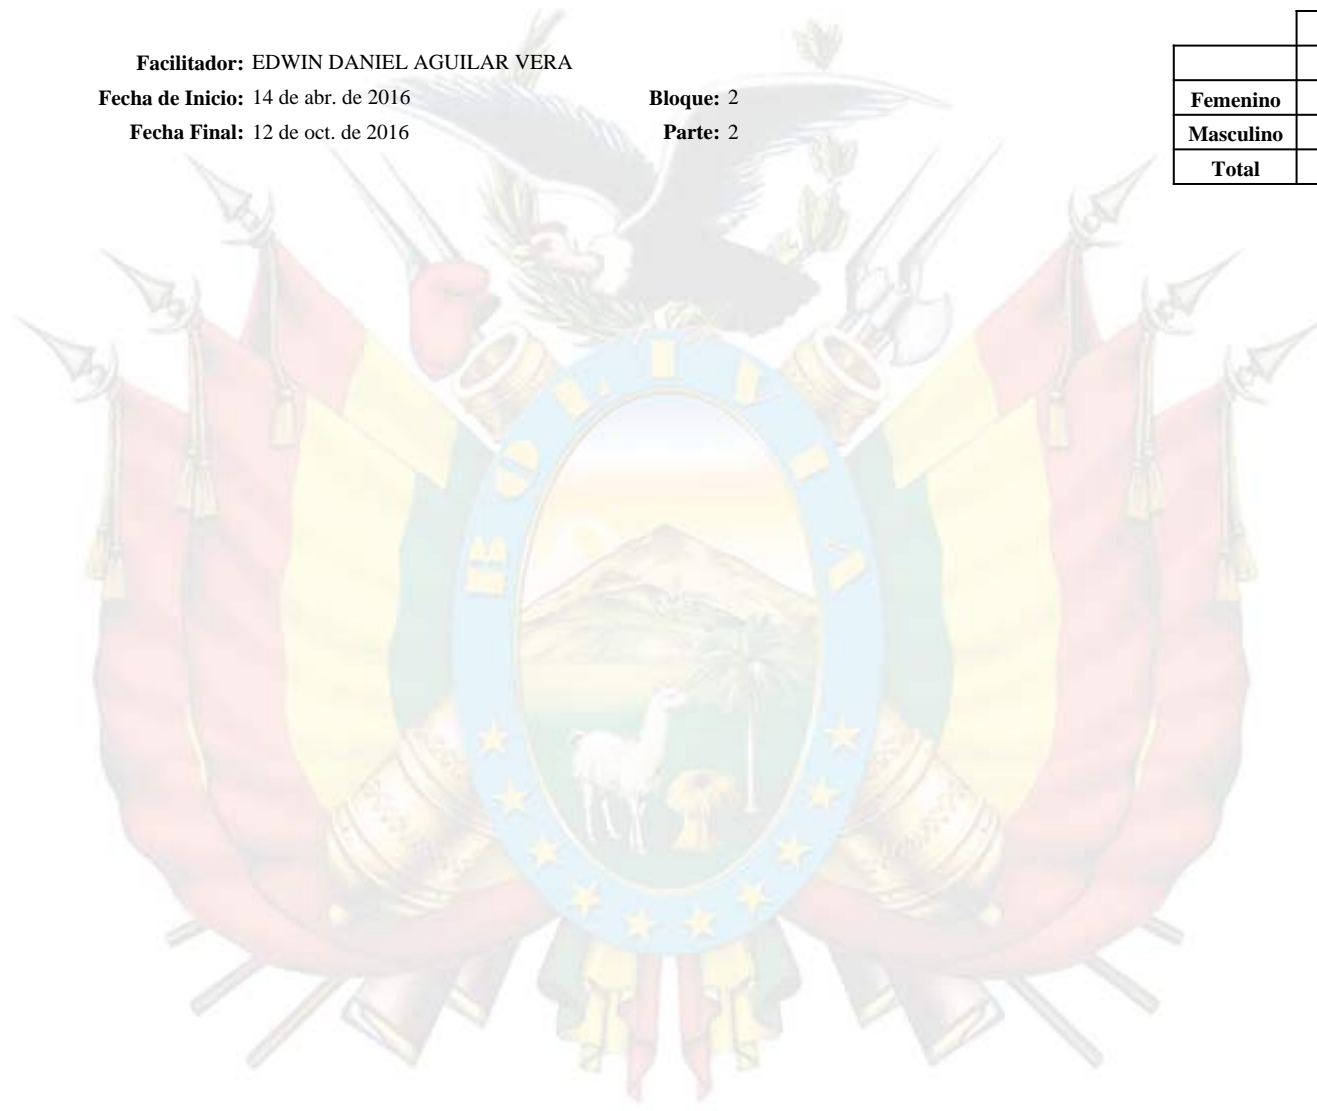 Facilitador: EDWIN DANIEL AGUILAR VERA
Fecha de Inicio: 14 de abr. de 2016 Bloque: 2
Fecha Final: 12 de oct. de 2016 Parte: 2
Femenino
Masculino
Total
BOLIVIA